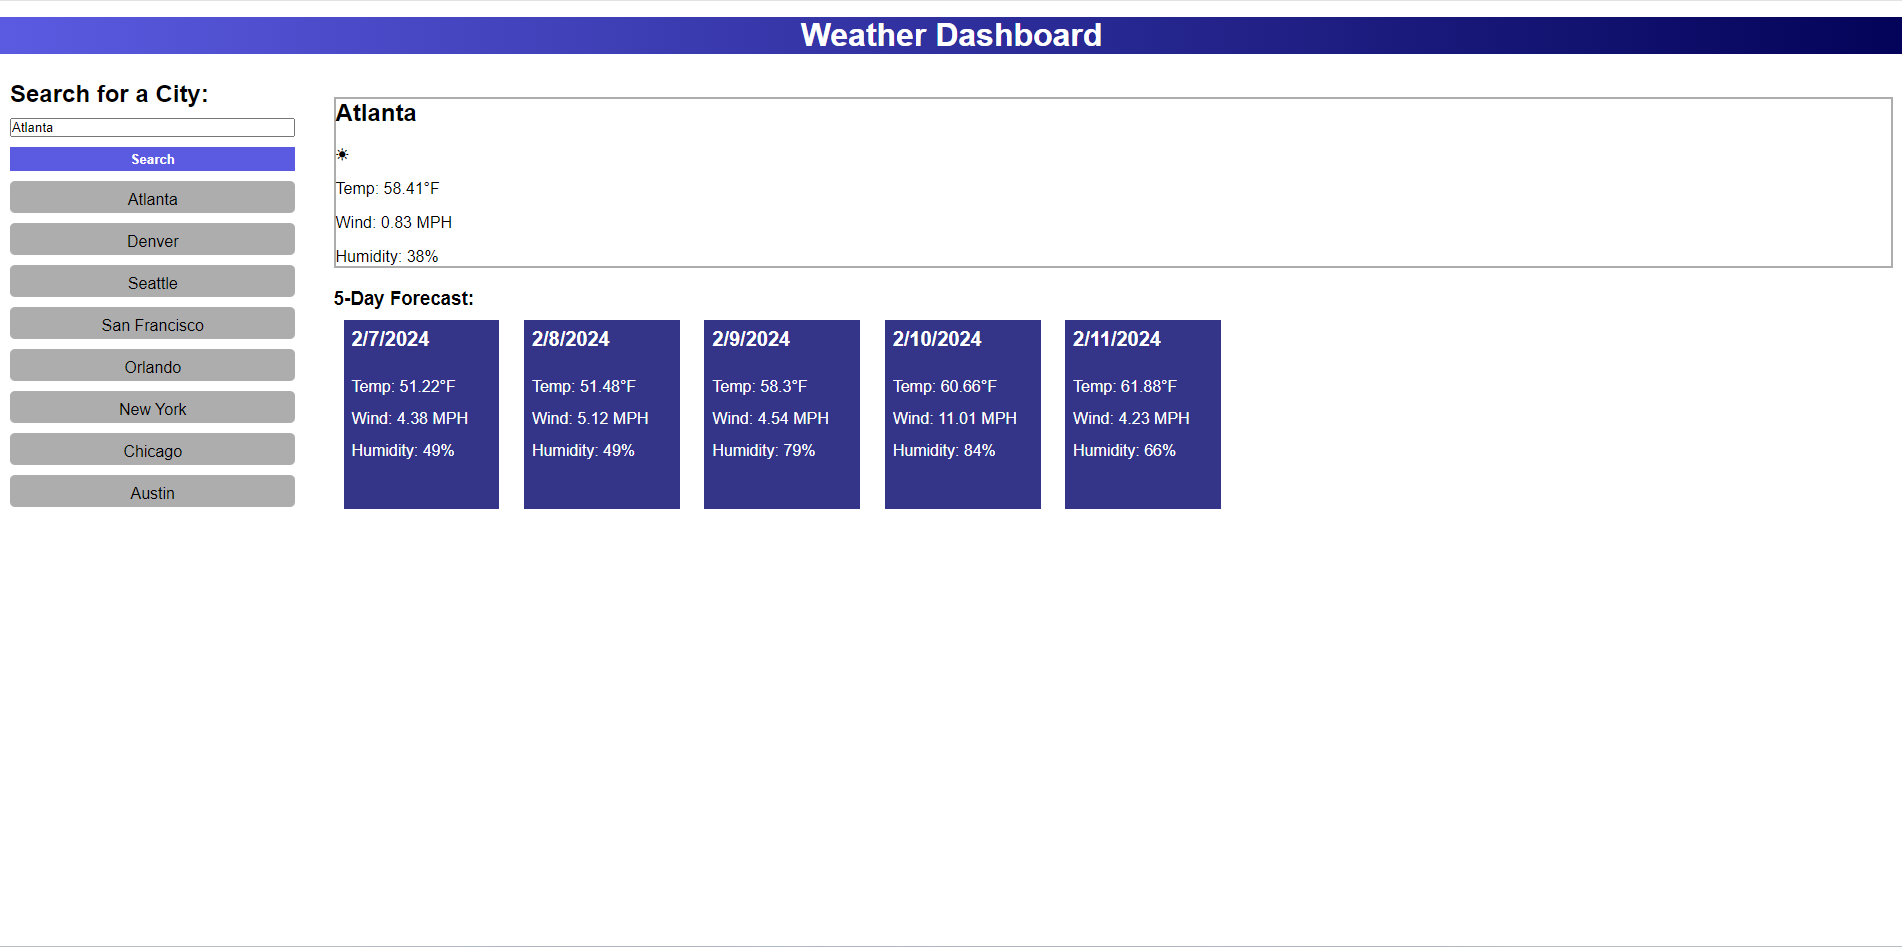 Weather Dashboard
Search for a City:
Atlanta
Search
Atlanta
Denver
Seattle
San Francisco
Orlando
New York
Chicago
Austin
Atlanta
☀
Temp: 58.41°F
Wind: 0.83 MPH
Humidity: 38%
5-Day Forecast:
2/7/2024
Temp: 51.22°F
Wind: 4.38 MPH
Humidity: 49%
2/8/2024
Temp: 51.48°F
Wind: 5.12 MPH
Humidity: 49%
2/9/2024
Temp: 58.3°F
Wind: 4.54 MPH
Humidity: 79%
2/10/2024
Temp: 60.66°F
Wind: 11.01 MPH
Humidity: 84%
2/11/2024
Temp: 61.88°F
Wind: 4.23 MPH
Humidity: 66%